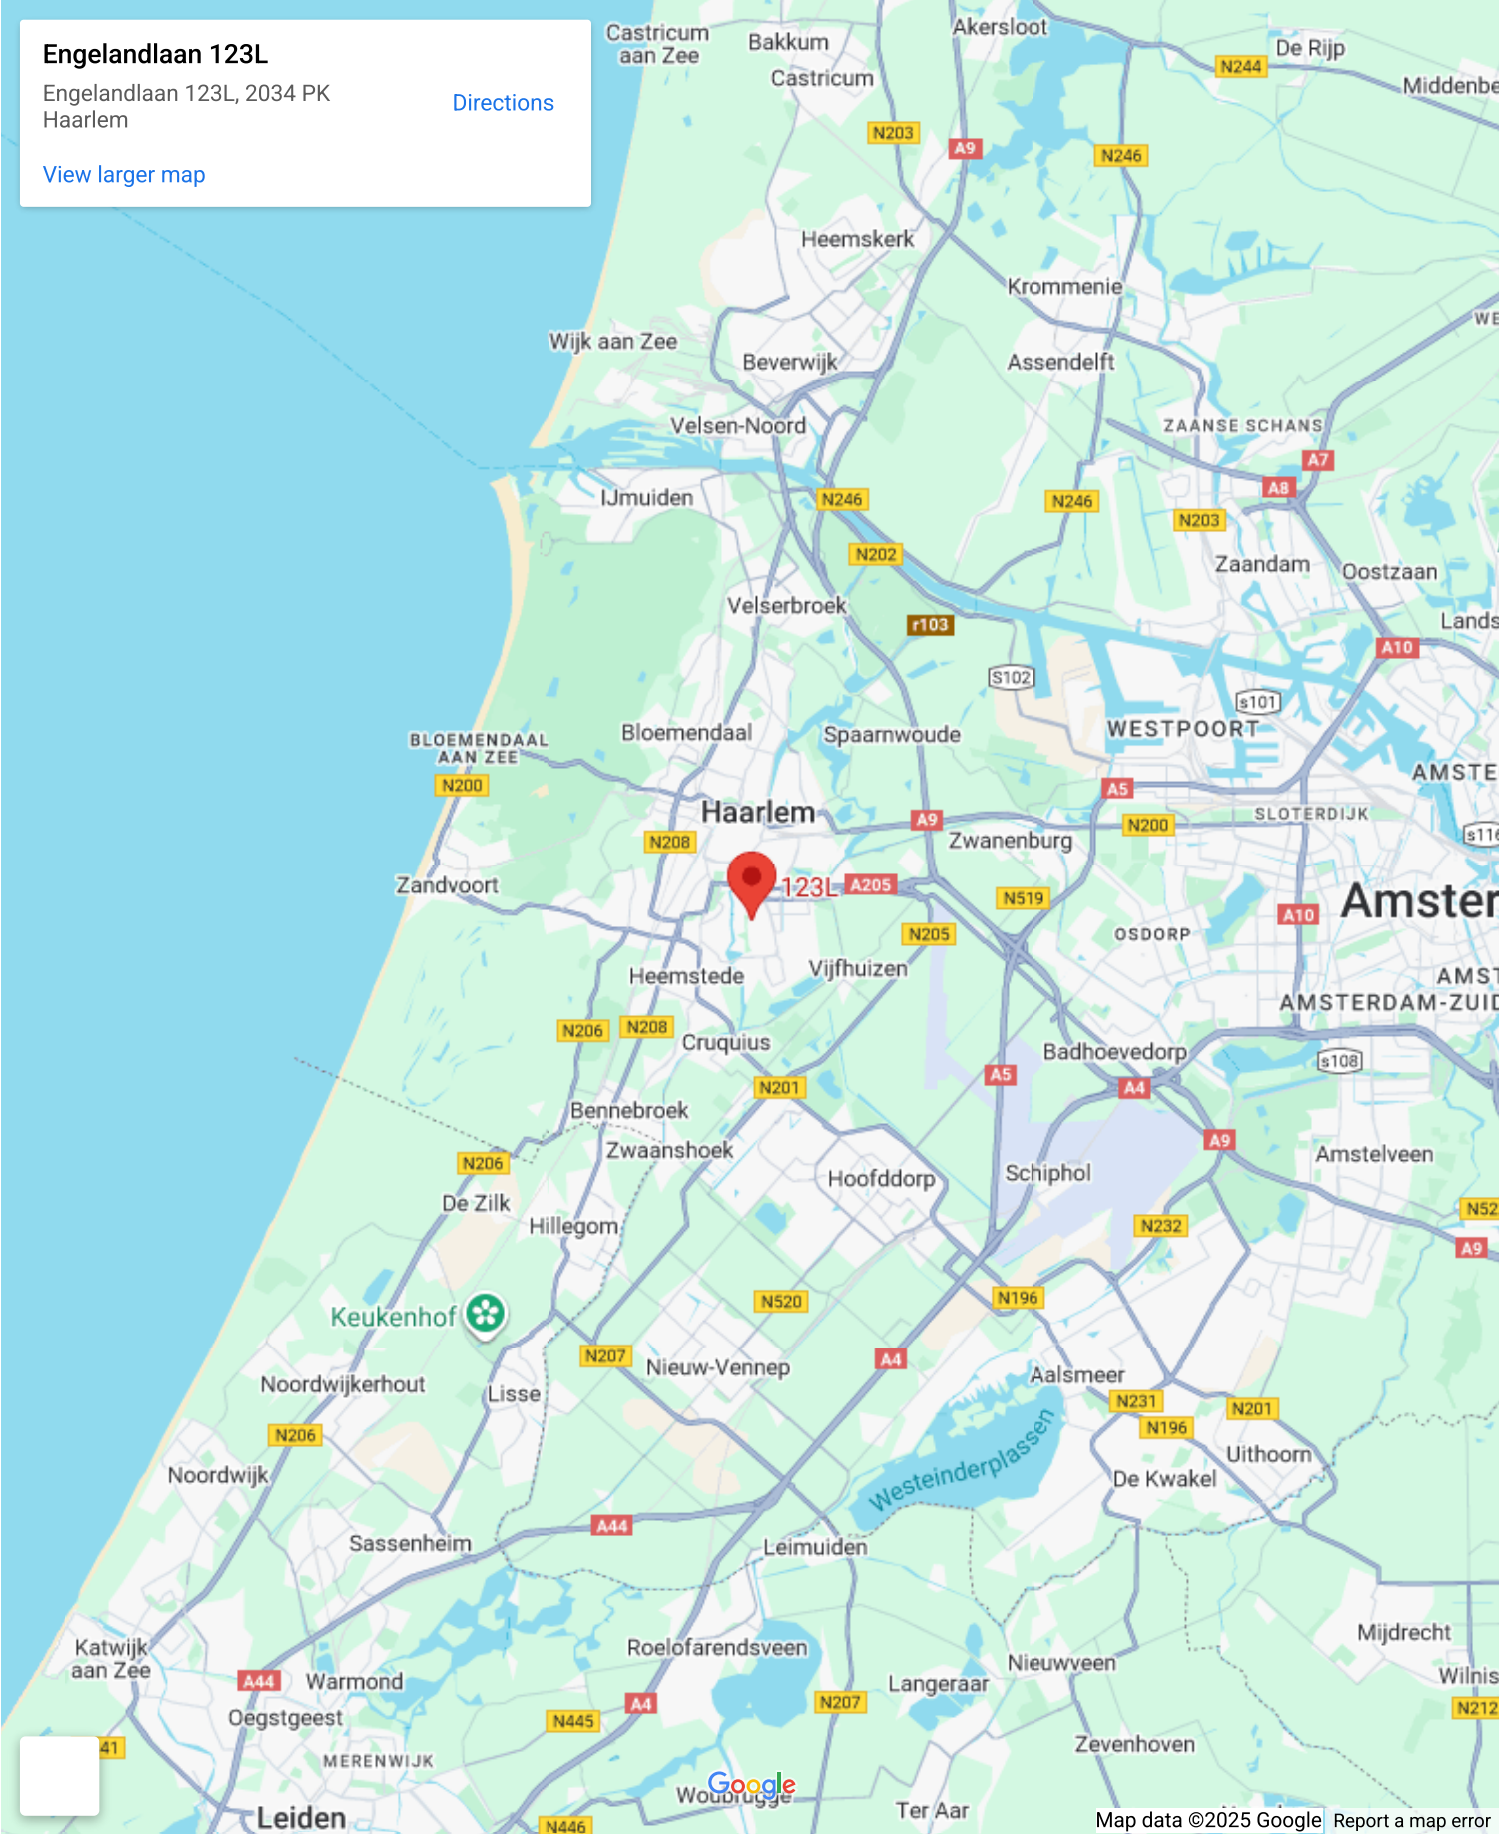 Engelandlaan 123L
Engelandlaan 123L, 2034 PK
Haarlem
Directions
View larger map
Castricum
aan Zee
Bakkum
Castricum
Akersloot
De Rijp
N244
Middenbe
N203
A9
N246
Heemskerk
Krommenie
WE
Wijk aan Zee
Beverwijk
Assendelft
Velsen-Noord
ZAANSE SCHANS
A7
A8
IJmuiden
N246
N246
N203
N202
Zaandam
Oostzaan
Velserbroek
r103
Lands
A10
S102
s101
Bloemendaal
Spaarnwoude
WESTPOORT
BLOEMENDAAL
AAN ZEE
N200
AMSTE
A5
Haarlem
A9
N200
SLOTERDIJK
s116
N208
Zwanenburg
Zandvoort
123L
A205
N519
Amster
A10
N205
OSDORP
Heemstede
Vijfhuizen
AMST
AMSTERDAM-ZUID
N206
N208
Cruquius
Badhoevedorp
s108
A5
N201
A4
Bennebroek
Zwaanshoek
A9
Amstelveen
N206
Hoofddorp
Schiphol
De Zilk
N52
Hillegom
N232
A9
Keukenhof
N520
N196
N207
Nieuw-Vennep
A4
Aalsmeer
Noordwijkerhout
Lisse
N231
N201
N196
N206
Westeinderplassen
Uithoorn
Noordwijk
De Kwakel
A44
Sassenheim
Leimuiden
Katwijk
aan Zee
Roelofarendsveen
Mijdrecht
Nieuwveen
A44
Warmond
Langeraar
Wilnis
A4
N207
N212
Oegstgeest
N445
41
MERENWIJK
Zevenhoven
Google
Woubrugge
Leiden
Ter Aar
N446
Map data ©2025 Google
Report a map error